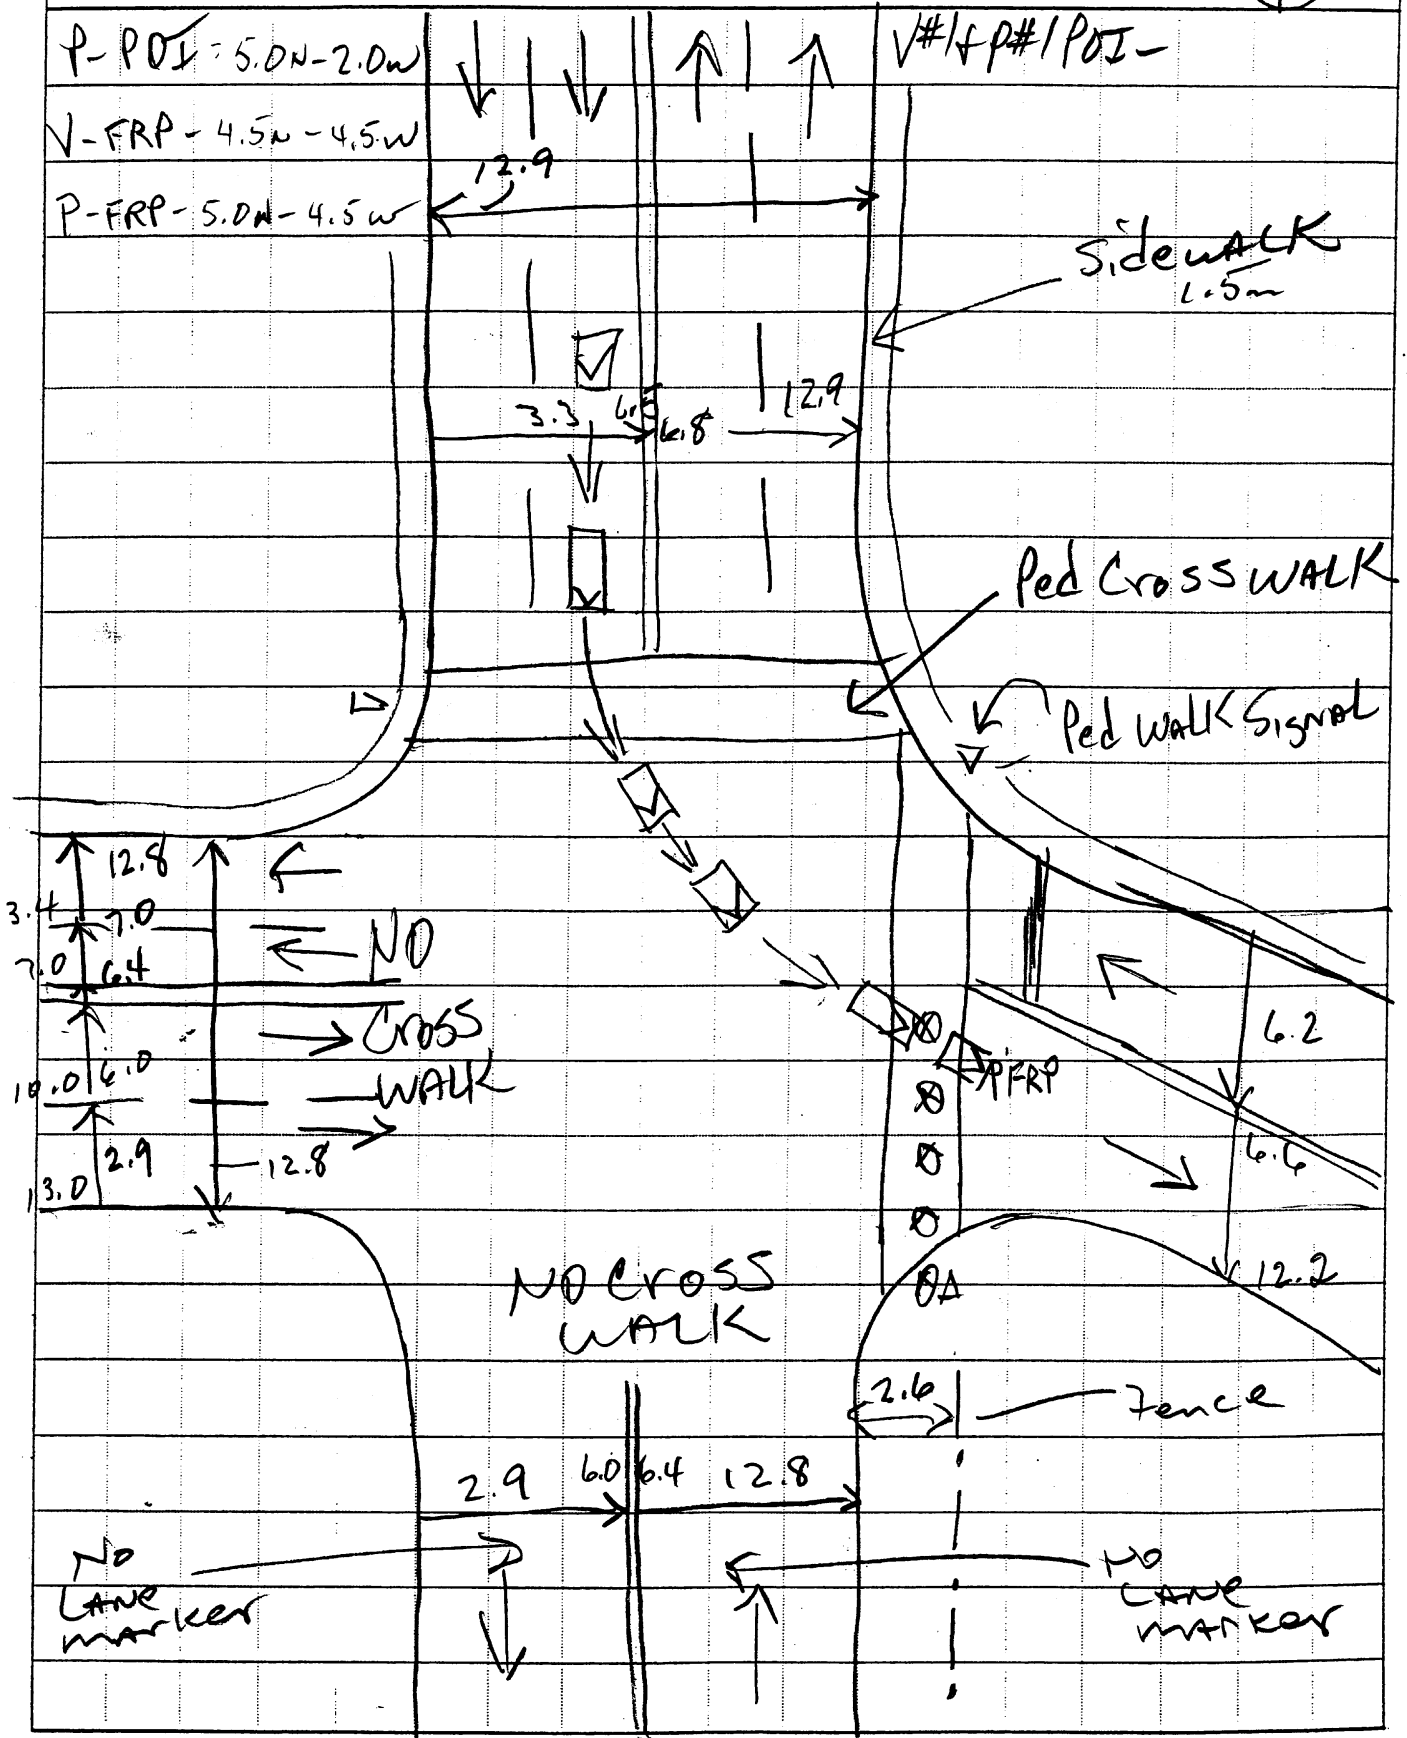 P-POI-5.0N-2.0W
V#1&P#1POI-
V-FRP-4.5N-4.5W
12.9
P-FRP-5.0N-4.5W
SideWALK
1.5m
3.3
6.8
12.9
Ped CrossWALK
Ped WALK SigNAL
12.8
3.4
7.0
NO
7.0
6.4
Cross
WALK
10.0
6.0
PFRP
6.2
2.9
12.8
6.6
13.0
NO Cross
WALK
12.2
2.6
Fence
2.9
6.0
6.4
12.8
NO
LANE
MARKER
NO
LANE
MARKER